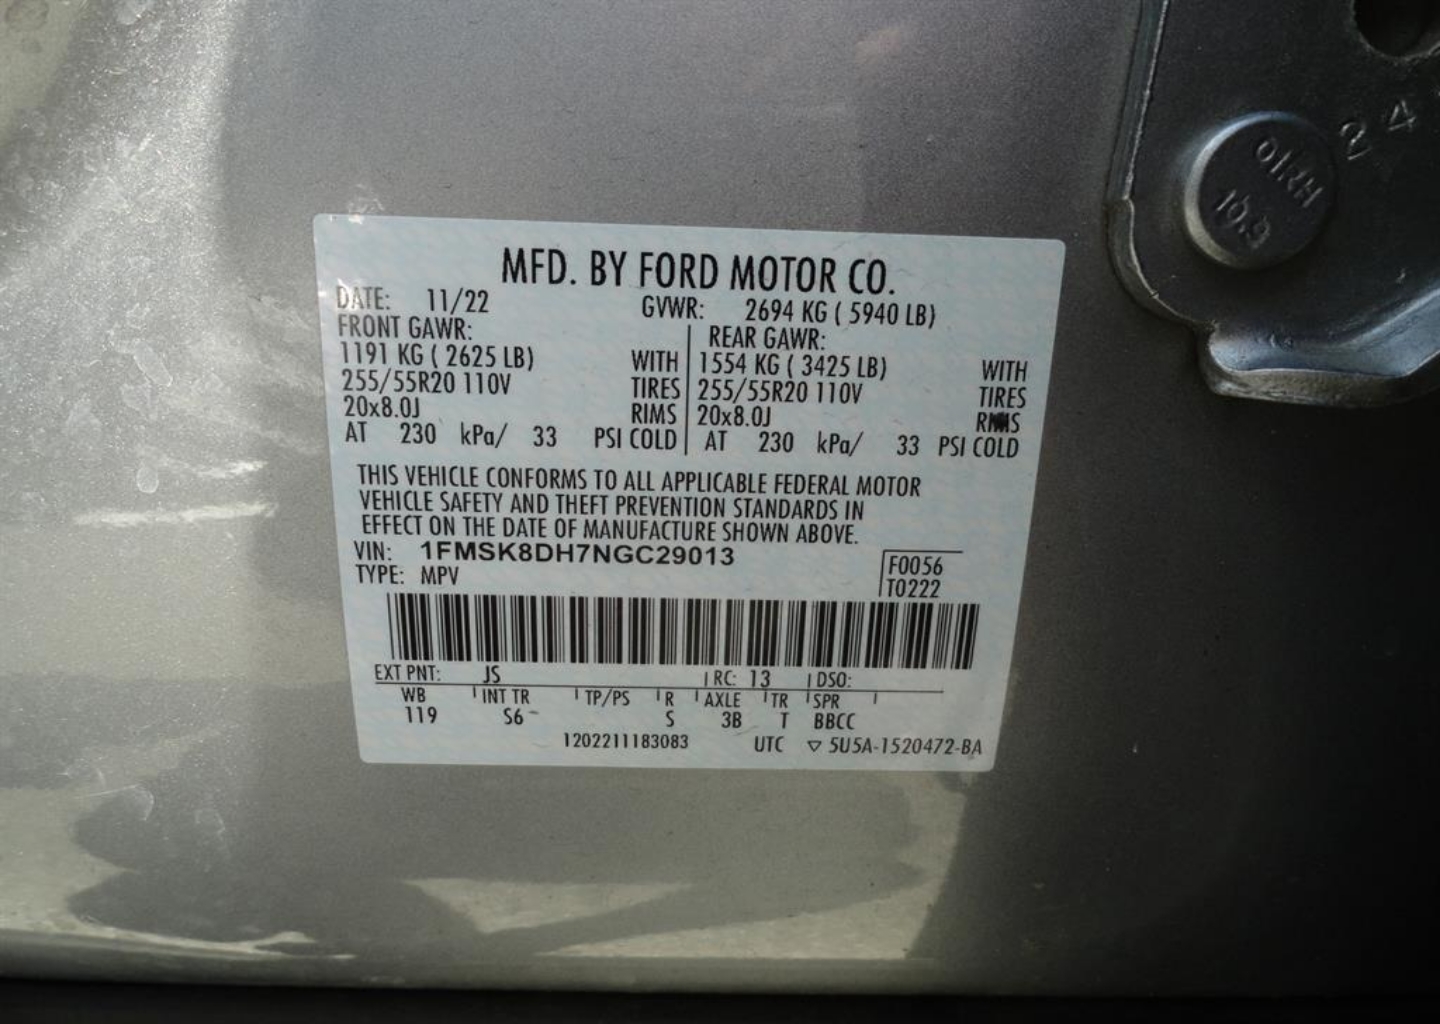 MFD. BY FORD MOTOR CO.
DATE: 11/22 GVWR: 2694 KG ( 5940 LB)
FRONT GAWR: REAR GAWR:
1191 KG ( 2625 LB) WITH 1554 KG ( 3425 LB) WITH
255/55R20 110V TIRES 255/55R20 110V TIRES
20x8.0J RIMS 20x8.0J RIMS
AT 230 kPa/ 33 PSI COLD AT 230 kPa/ 33 PSI COLD
THIS VEHICLE CONFORMS TO ALL APPLICABLE FEDERAL MOTOR
VEHICLE SAFETY AND THEFT PREVENTION STANDARDS IN
EFFECT ON THE DATE OF MANUFACTURE SHOWN ABOVE.
VIN: 1FMSK8DH7NGC29013 F0056
TYPE: MPV T0222
EXT PNT: JS RC: 13 DSO:
WB INT TR TP/PS R AXLE TR SPR
119 S6 S 3B T BBCC
1202211183083 UTC ▽ 5U5A-1520472-BA
24
10.9